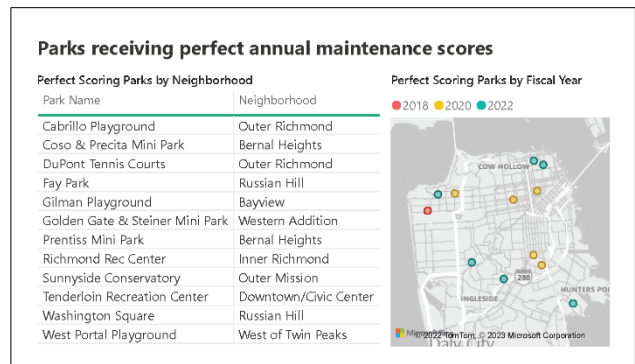 Parks receiving perfect annual maintenance scores
Perfect Scoring Parks by Neighborhood
Park Name Neighborhood
Cabrillo Playground Outer Richmond
Coso & Precita Mini Park Bernal Heights
DuPont Tennis Courts Outer Richmond
Fay Park Russian Hill
Gilman Playground Bayview
Golden Gate & Steiner Mini Park Western Addition
Prentiss Mini Park Bernal Heights
Richmond Rec Center Inner Richmond
Sunnyside Conservatory Outer Mission
Tenderloin Recreation Center Downtown/Civic Center
Washington Square Russian Hill
West Portal Playground West of Twin Peaks
Perfect Scoring Parks by Fiscal Year
2018 2020 2022
COW HOLLOW
280
HUNTERS POI
INGLESIDE
© 2022 TomTom, © 2023 Microsoft Corporation
Daly City